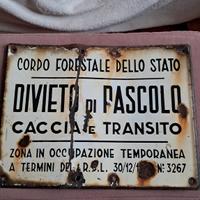 CORPO FORESTALE DELLO STATO
DIVIETO DI PASCOLO
CACCIA E TRANSITO
ZONA IN OCCUPAZIONE TEMPORANEA
A TERMINI DEL R.D.L. 30/12/ N: 3267